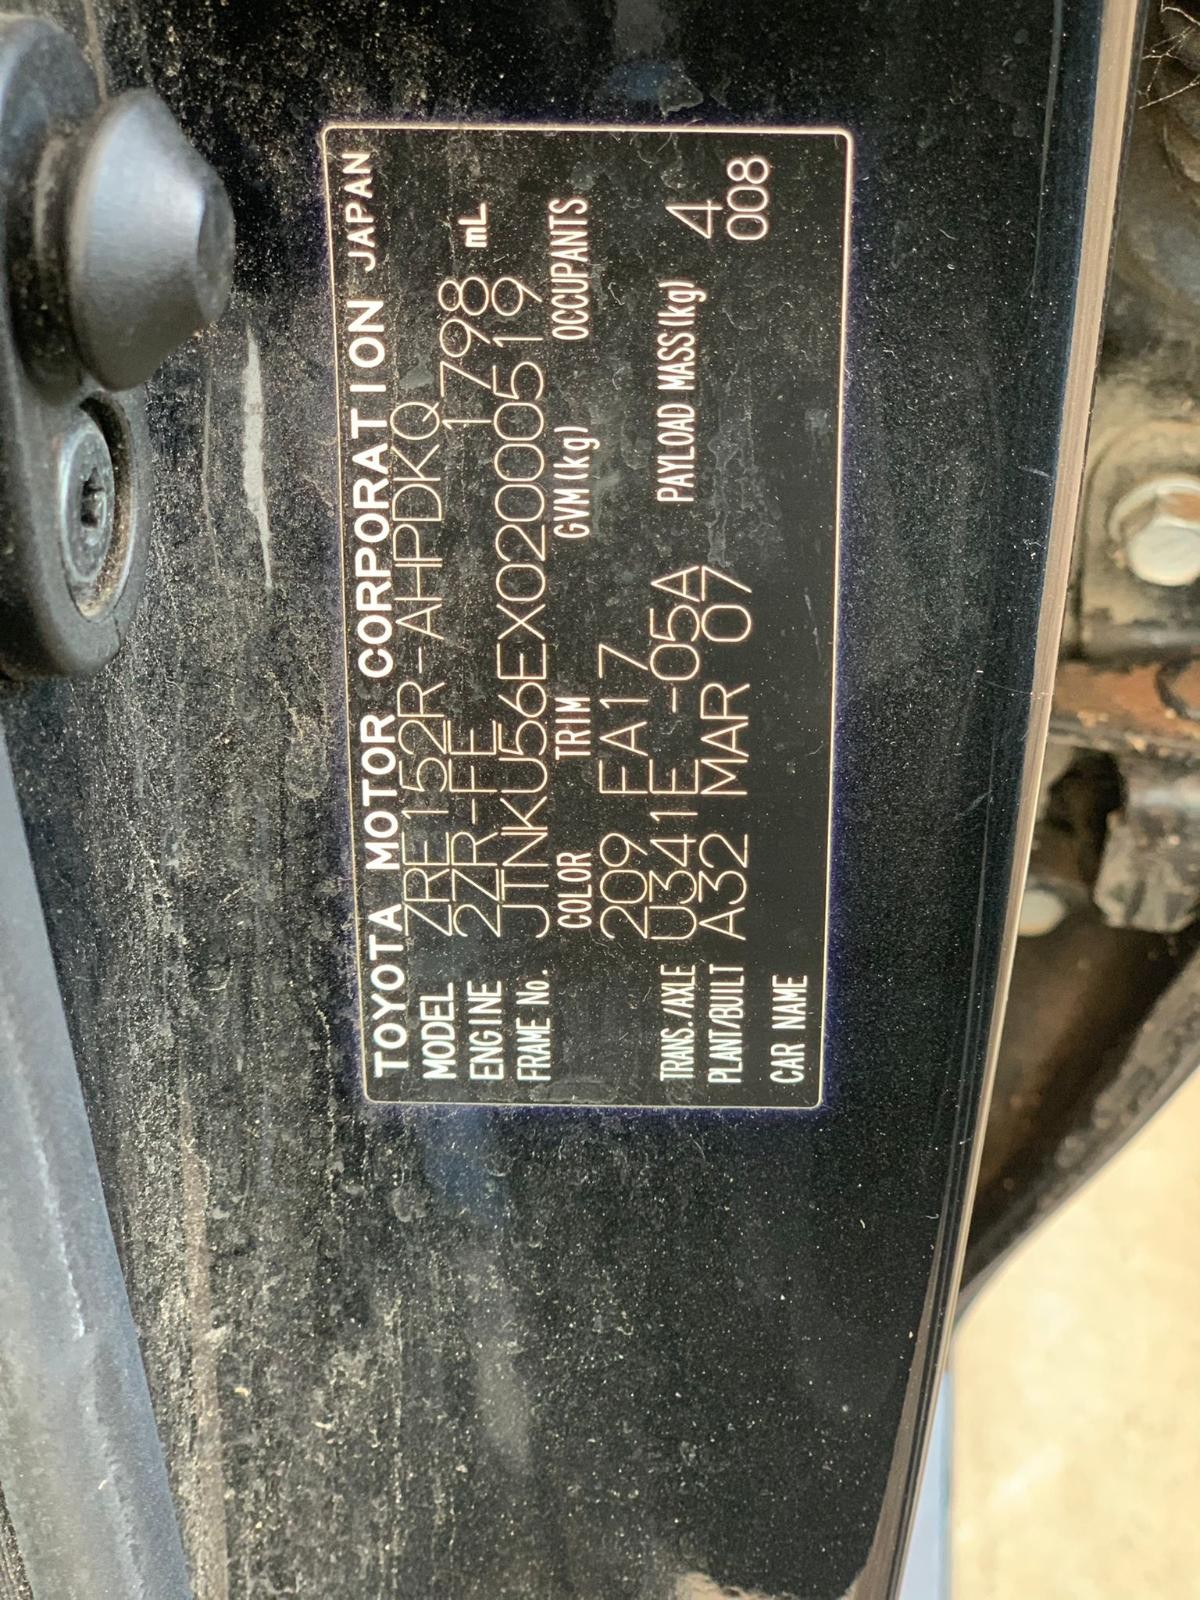 TOYOTA MOTOR CORPORATION JAPAN
MODEL ZRE152R-AHPDKQ
ENGINE 2ZR-FE 1798 mL
FRAME No. JTNKU56EX020005519
COLOR TRIM GVM(kg) OCCUPANTS
209 FA17
TRANS./AXLE U341E -05A PAYLOAD MASS(kg) 4
PLANT/BUILT A32 MAR 07 008
CAR NAME